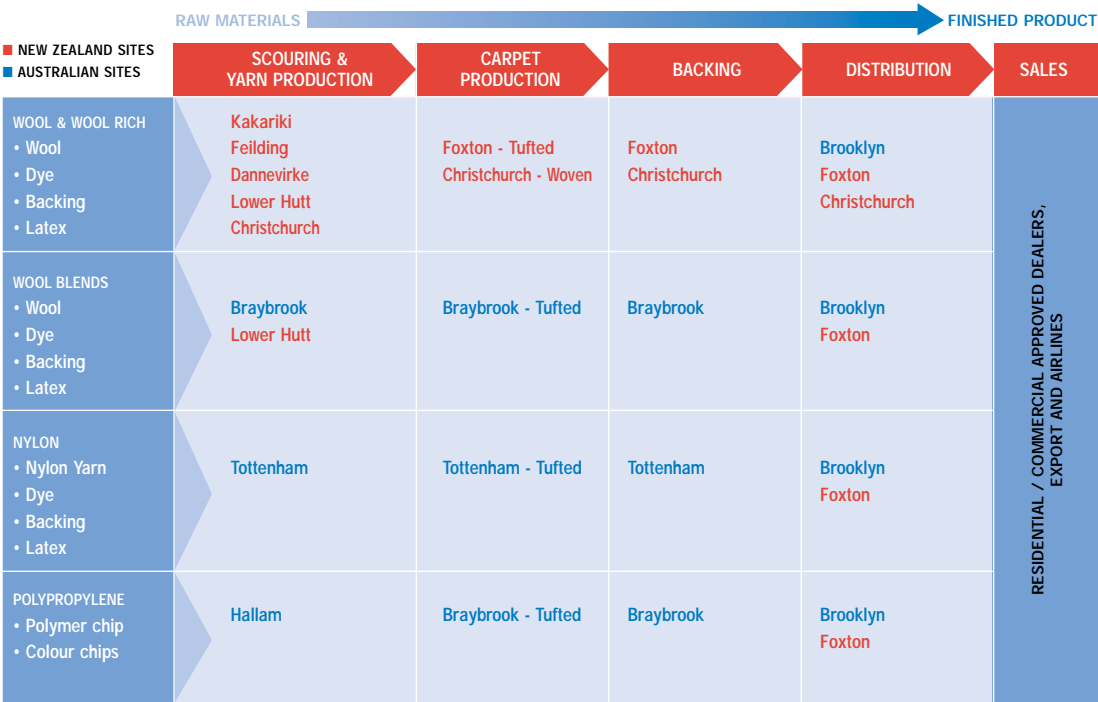 RAW MATERIALS
FINISHED PRODUCT
NEW ZEALAND SITES
AUSTRALIAN SITES
SCOURING &
YARN PRODUCTION
CARPET
PRODUCTION
BACKING
DISTRIBUTION
SALES
WOOL & WOOL RICH
• Wool
• Dye
• Backing
• Latex
Kakariki
Feilding
Dannevirke
Lower Hutt
Christchurch
Foxton - Tufted
Christchurch - Woven
Foxton
Christchurch
Brooklyn
Foxton
Christchurch
WOOL BLENDS
• Wool
• Dye
• Backing
• Latex
Braybrook
Lower Hutt
Braybrook - Tufted
Braybrook
Brooklyn
Foxton
NYLON
• Nylon Yarn
• Dye
• Backing
• Latex
Tottenham
Tottenham - Tufted
Tottenham
Brooklyn
Foxton
POLYPROPYLENE
• Polymer chip
• Colour chips
Hallam
Braybrook - Tufted
Braybrook
Brooklyn
Foxton
RESIDENTIAL / COMMERCIAL APPROVED DEALERS,
EXPORT AND AIRLINES